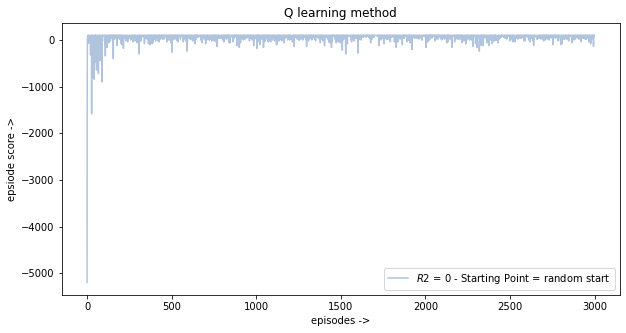 Q learning method
epsiode score ->
0
−1000
−2000
−3000
−4000
−5000
R2 = 0 - Starting Point = random start
0 500 1000 1500 2000 2500 3000
episodes ->